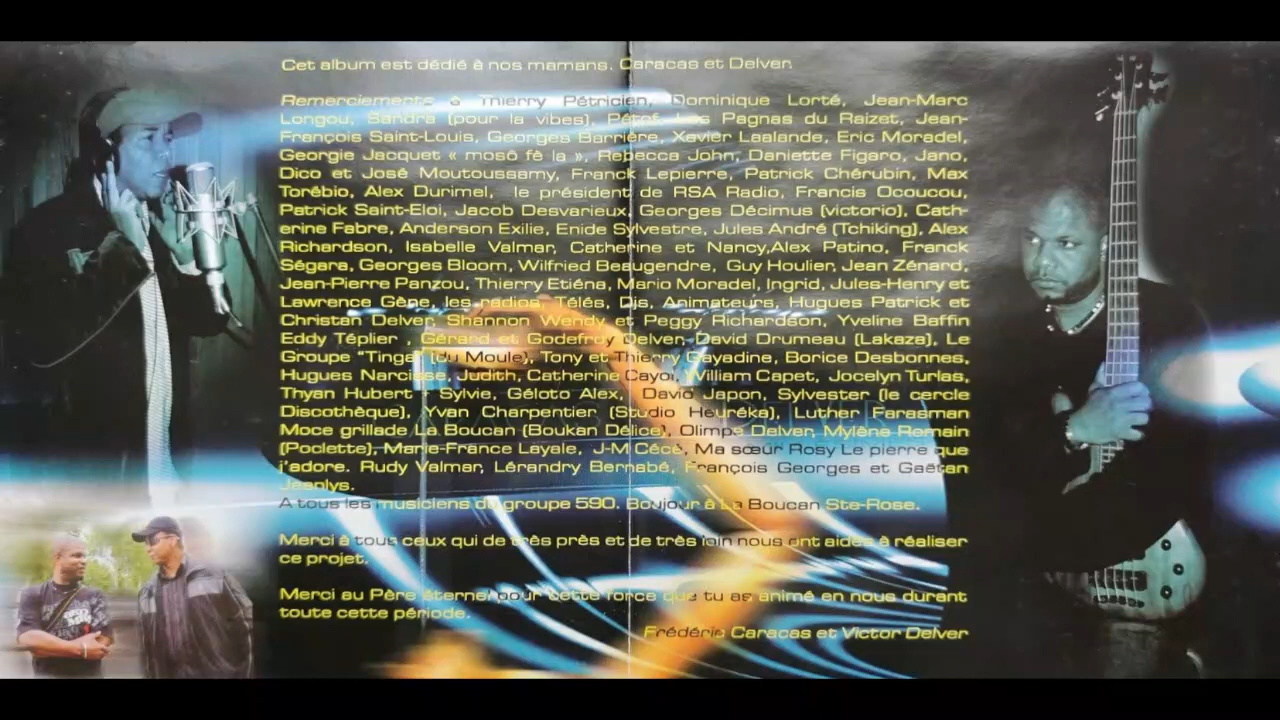 Cet album est dédié à nos mamans. Caracas et Delver.
Remerciements à Thierry Pétricien, Dominique Lorté, Jean-Marc
Longou, Sandra (pour la vibes), Pétof, Les Pagnas du Raizet, Jean-
François Saint-Louis, Georges Barrière, Xavier Laalande, Eric Moradel,
Georgie Jacquet « mosô fè la », Rebecca John, Daniette Figaro, Jano,
Dico et José Moutoussamy, Franck Lepierre, Patrick Chérubin, Max
Torêbio, Alex Durimel, le président de RSA Radio, Francis Ocoucou,
Patrick Saint-Eloi, Jacob Desvarieux, Georges Décimus (victorio), Cath-
erine Fabre, Anderson Exilie, Enide Sylvestre, Jules André (Tchiking), Alex
Richardson, Isabelle Valmar, Catherine et Nancy,Alex Patino, Franck
Ségara, Georges Bloom, Wilfried Beaugendre, Guy Houlier, Jean Zénard,
Jean-Pierre Panzou, Thierry Etiéna, Mario Moradel, Ingrid, Jules-Henry et
Lawrence Gène, les radios, Télés, Djs, Animateurs, Hugues Patrick et
Christan Delver, Shannon Wendy et Peggy Richardson, Yveline Baffin
Eddy Téplier , Gérard et Godefroy Delver, David Drumeau (Lakaza), Le
Groupe "Tinga" (du Moule), Tony et Thierry Gayadine, Borice Desbonnes,
Hugues Narcisse, Judith, Catherine Cayol, William Capet, Jocelyn Turlas,
Thyan Hubert + Sylvie, Géloto Alex, David Japon, Sylvester (le cercle
Discothèque), Yvan Charpentier (Studio Heuréka), Luther Farasman
Moce grillade La Boucan (Boukan Délice), Olimpe Delver, Mylène Romain
(Poclette), Marie-France Layale, J-M Cécé, Ma sœur Rosy Le pierre que
j'adore. Rudy Valmar, Lérandry Bernabé, François Georges et Gaëtan
Jeanlys.
A tous les musiciens du groupe 590. Boujour à La Boucan Ste-Rose.
Merci à tous ceux qui de très près et de très loin nous ont aidés à réaliser
ce projet.
Merci au Père éternel pour cette force que tu as animé en nous durant
toute cette période.
Frédéric Caracas et Victor Delver